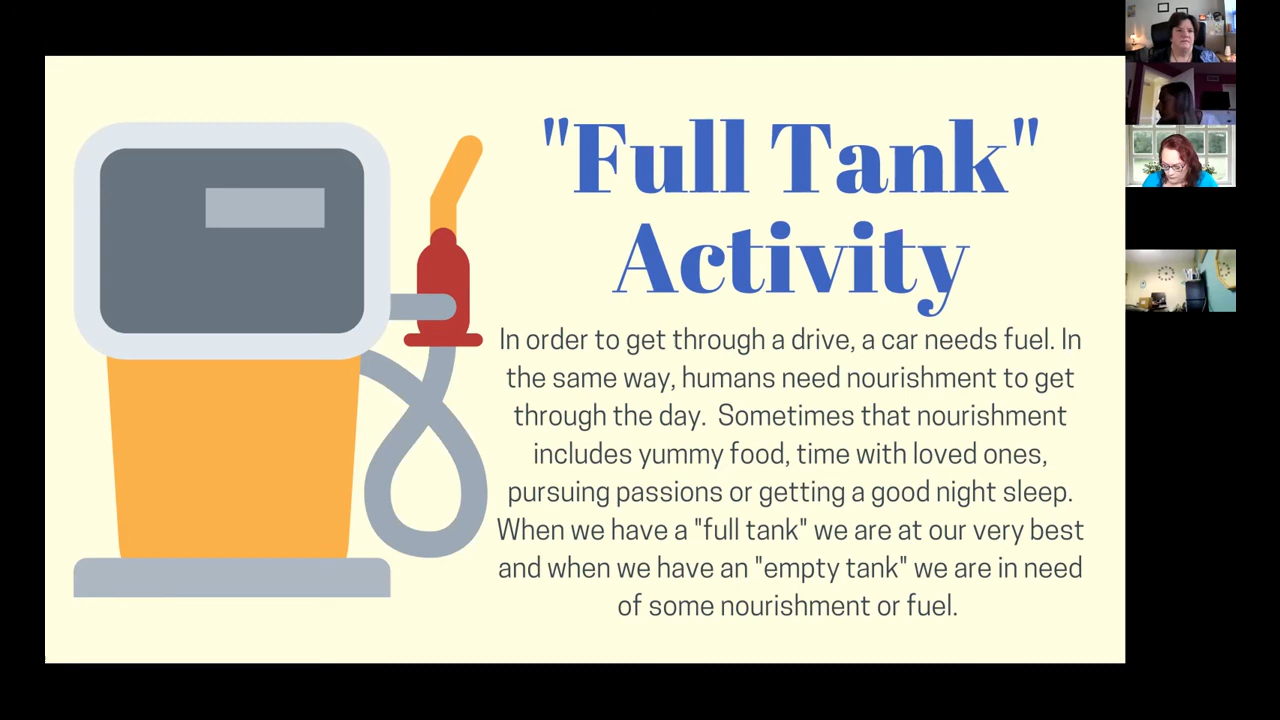 "Full Tank"
Activity
In order to get through a drive, a car needs fuel. In
the same way, humans need nourishment to get
through the day.  Sometimes that nourishment
includes yummy food, time with loved ones,
pursuing passions or getting a good night sleep.
When we have a "full tank" we are at our very best
and when we have an "empty tank" we are in need
of some nourishment or fuel.